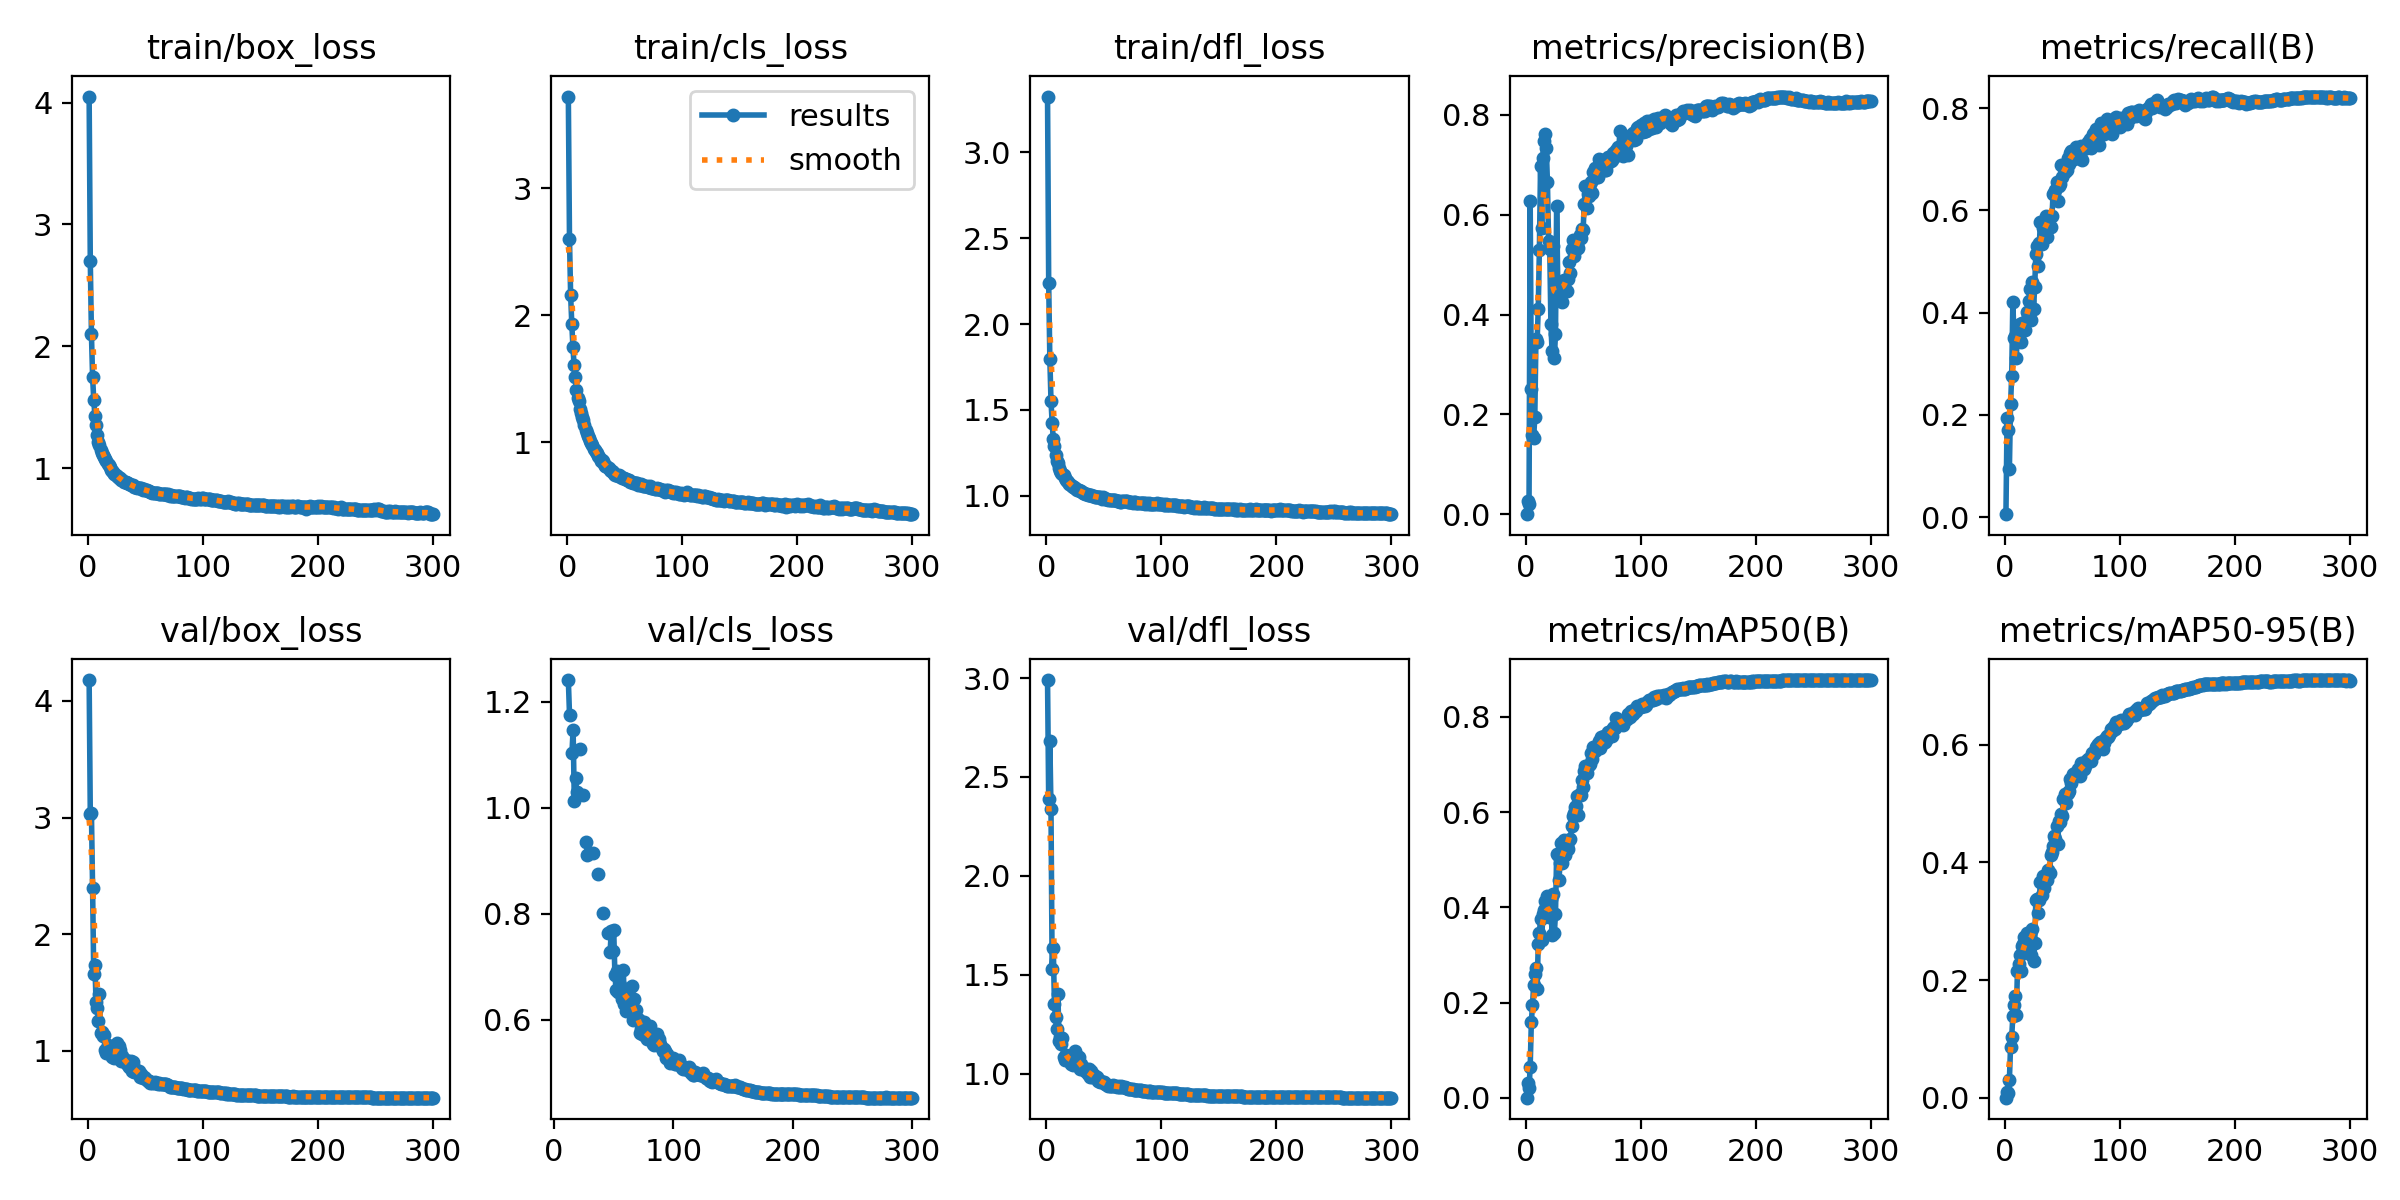 train/box_loss
4
3
2
1
0 100 200 300
train/cls_loss
results
smooth
3
2
1
0 100 200 300
train/dfl_loss
3.0
2.5
2.0
1.5
1.0
0 100 200 300
metrics/precision(B)
0.8
0.6
0.4
0.2
0.0
0 100 200 300
metrics/recall(B)
0.8
0.6
0.4
0.2
0.0
0 100 200 300
val/box_loss
4
3
2
1
0 100 200 300
val/cls_loss
1.2
1.0
0.8
0.6
0 100 200 300
val/dfl_loss
3.0
2.5
2.0
1.5
1.0
0 100 200 300
metrics/mAP50(B)
0.8
0.6
0.4
0.2
0.0
0 100 200 300
metrics/mAP50-95(B)
0.6
0.4
0.2
0.0
0 100 200 300